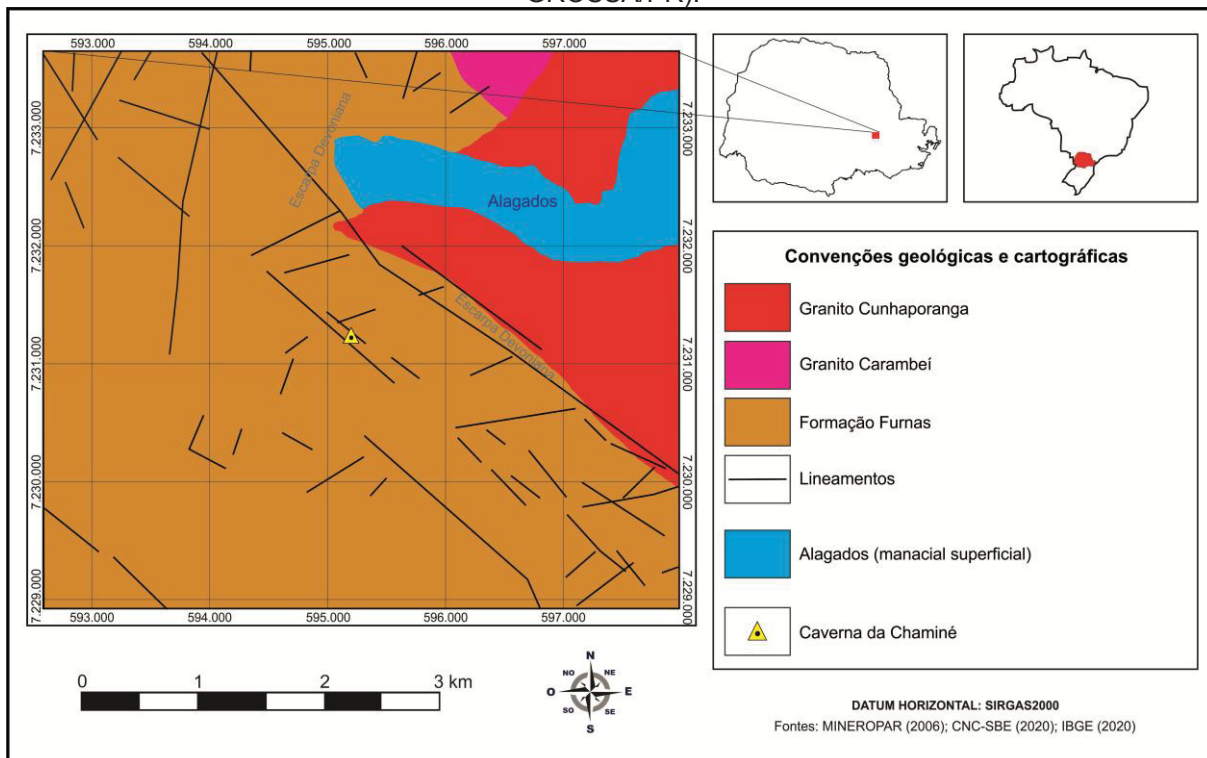 GROSSA/PR).
593.000 594.000 595.000 596.000 597.000
7.233.000
7.232.000
7.231.000
7.230.000
7.229.000
7.233.000
7.232.000
7.231.000
7.230.000
7.229.000
Escarpa Devoniana
Alagados
Escarpa Devoniana
593.000 594.000 595.000 596.000 597.000
Convenções geológicas e cartográficas
Granito Cunhaporanga
Granito Carambeí
Formação Furnas
Lineamentos
Alagados (manacial superficial)
Caverna da Chaminé
0 1 2 3 km
N
NO NE
O E
SO SE
S
DATUM HORIZONTAL: SIRGAS2000
Fontes: MINEROPAR (2006); CNC-SBE (2020); IBGE (2020)